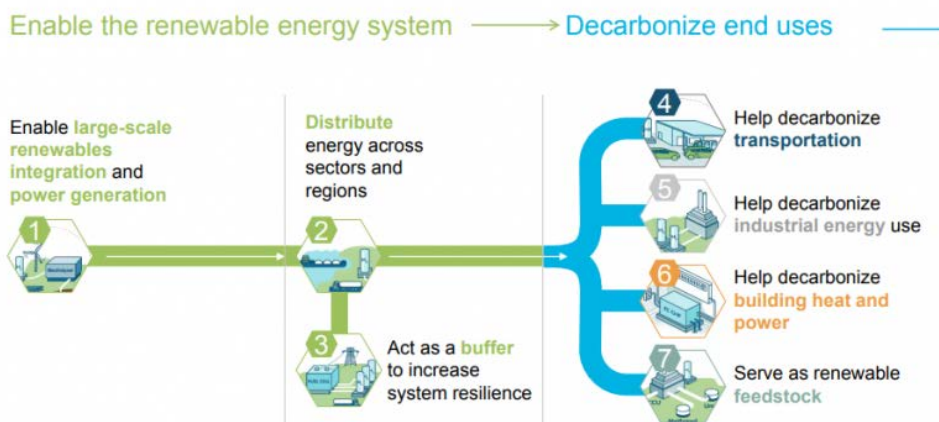 Enable the renewable energy system
Decarbonize end uses
Enable large-scale
renewables
integration and
power generation
1
Distribute
energy across
sectors and
regions
2
3
Act as a buffer
to increase
system resilience
4
Help decarbonize
transportation
5
Help decarbonize
industrial energy use
6
Help decarbonize
building heat and
power
7
Serve as renewable
feedstock